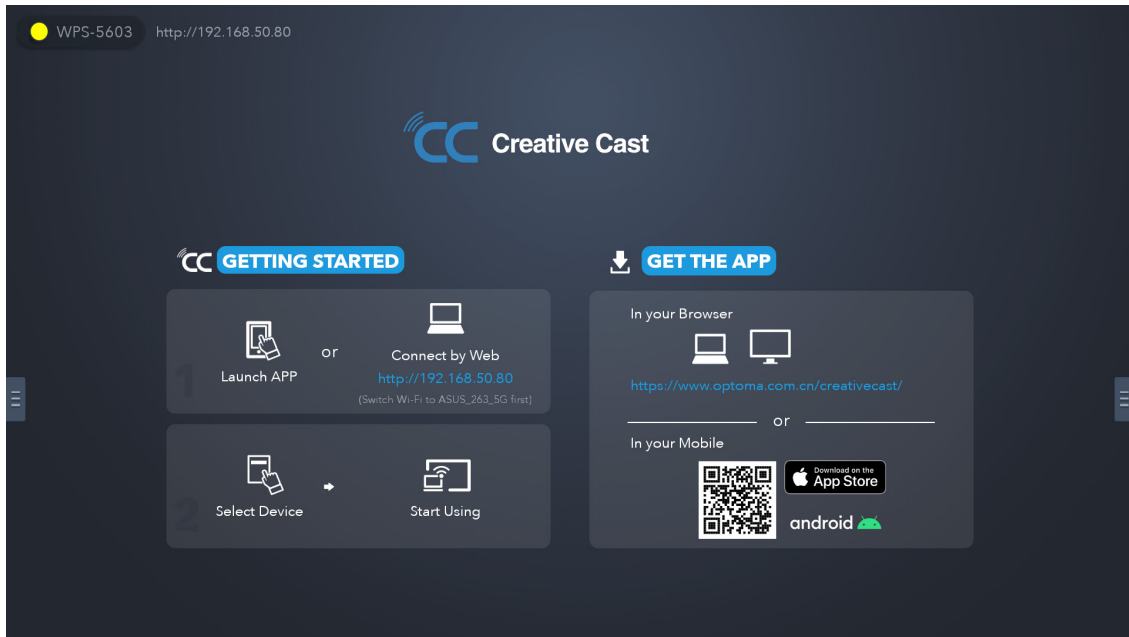 WPS-5603 http://192.168.50.80
CC Creative Cast
CC GETTING STARTED
1
Launch APP
or
Connect by Web
http://192.168.50.80
(Switch Wi-Fi to ASUS_263_5G first)
2
Select Device
Start Using
GET THE APP
In your Browser
https://www.optoma.com.cn/creativecast/
or
In your Mobile
Download on the
App Store
android